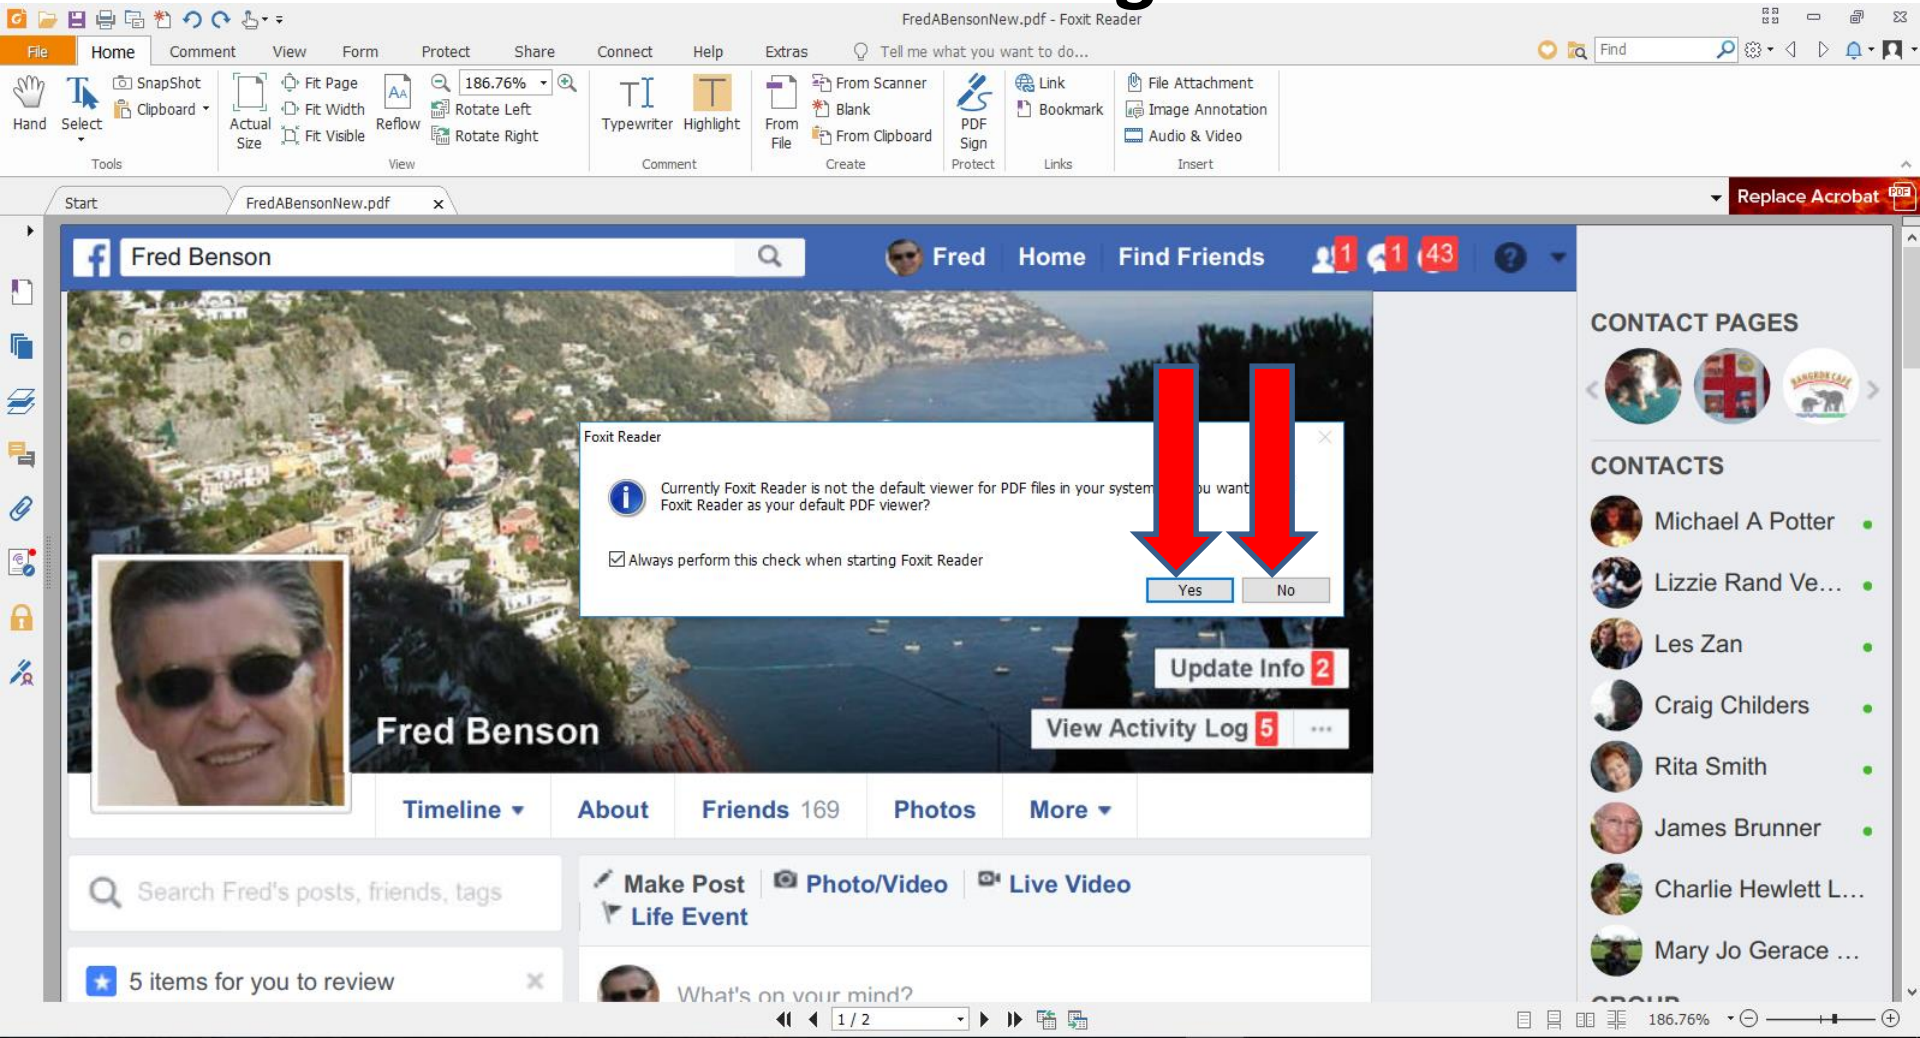 g
FredABensonNew.pdf - Foxit Reader
File Home Comment View Form Protect Share Connect Help Extras Tell me what you want to do... Find
Hand
Select
SnapShot
Clipboard
Tools
Actual Size
Fit Page
Fit Width
Fit Visible
Reflow
186.76%
Rotate Left
Rotate Right
View
Typewriter
Highlight
Comment
From File
From Scanner
Blank
From Clipboard
Create
PDF Sign
Protect
Link
Bookmark
Links
File Attachment
Image Annotation
Audio & Video
Insert
Start FredABensonNew.pdf x Replace Acrobat PDF
f Fred Benson Fred Home Find Friends 1 1 43 ?
CONTACT PAGES
BANGKOK CAFE
CONTACTS
Michael A Potter
Lizzie Rand Ve...
Les Zan
Craig Childers
Rita Smith
James Brunner
Charlie Hewlett L...
Mary Jo Gerace ...
GROUP
Foxit Reader
Currently Foxit Reader is not the default viewer for PDF files in your system ou want
Foxit Reader as your default PDF viewer?
Always perform this check when starting Foxit Reader
Yes No
Update Info 2
View Activity Log 5 ...
Fred Benson
Timeline About Friends 169 Photos More
Search Fred's posts, friends, tags
Make Post Photo/Video Live Video
Life Event
5 items for you to review
What's on your mind?
1 / 2 186.76%